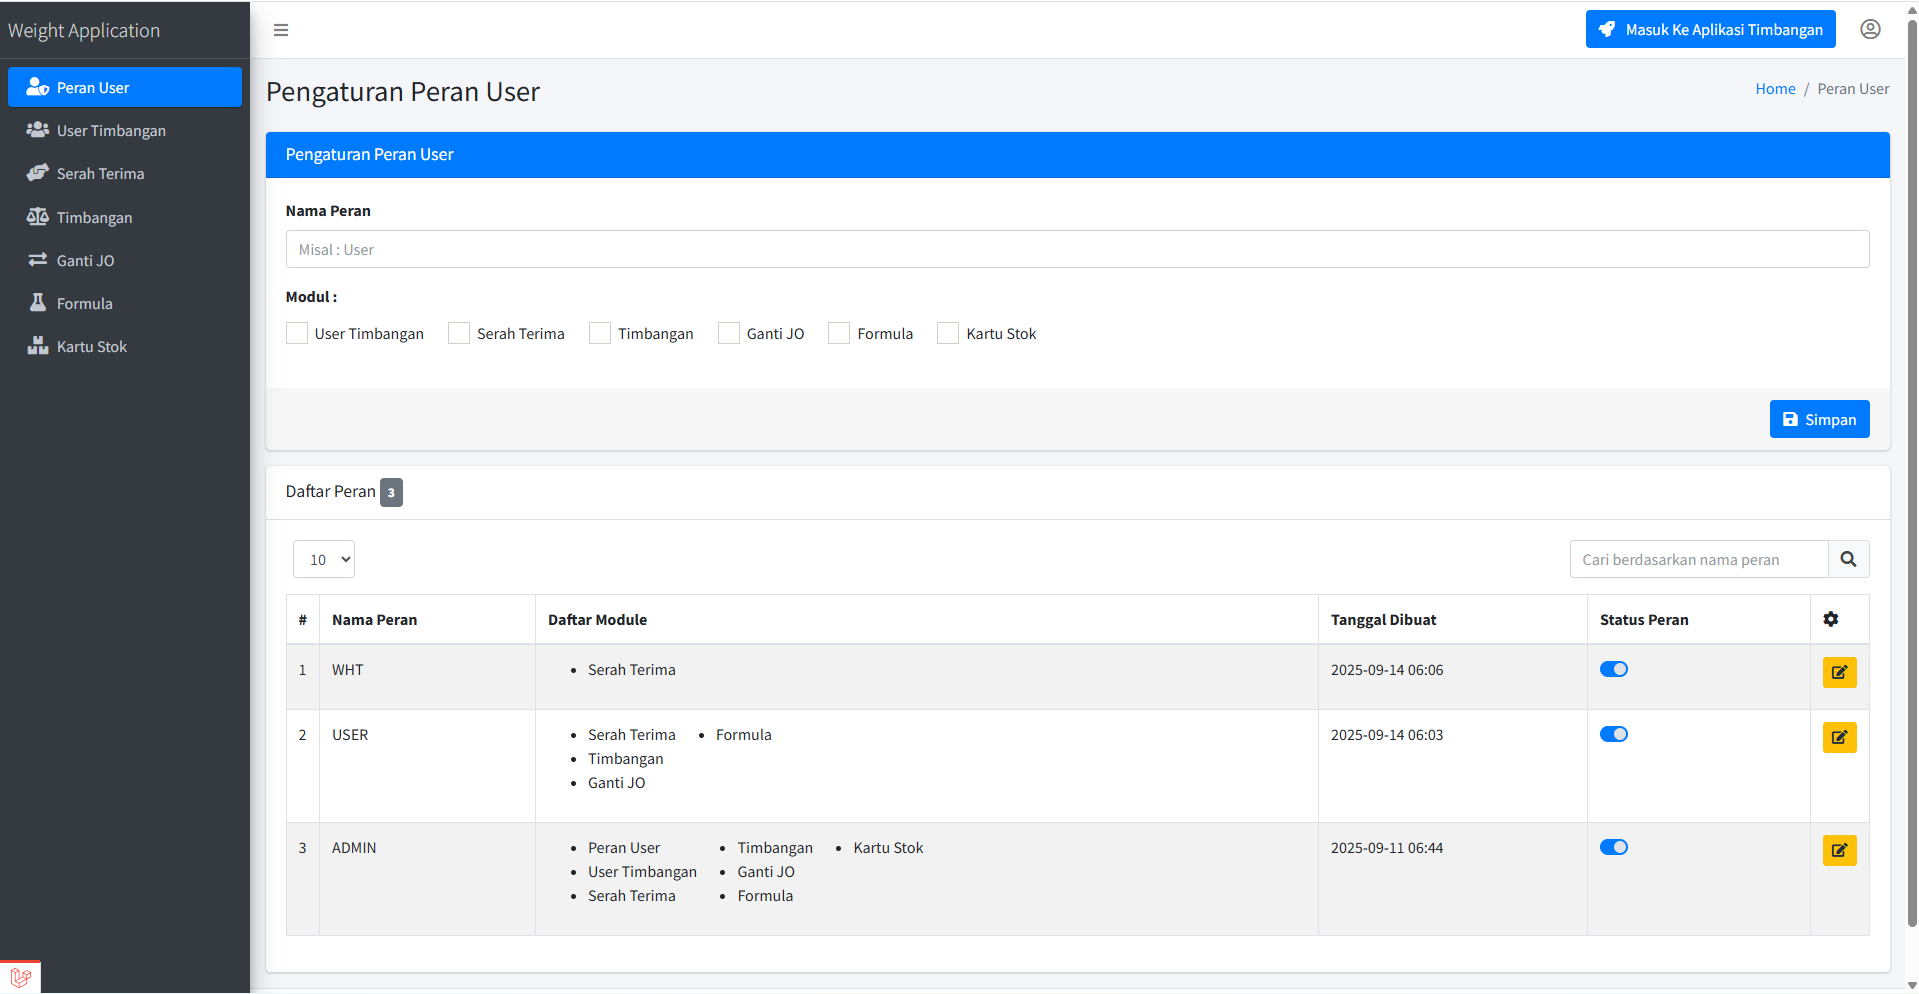 Weight Application
Masuk Ke Aplikasi Timbangan
Peran User
User Timbangan
Serah Terima
Timbangan
Ganti JO
Formula
Kartu Stok
Pengaturan Peran User
Home / Peran User
Pengaturan Peran User
Nama Peran
Misal : User
Modul :
User Timbangan Serah Terima Timbangan Ganti JO Formula Kartu Stok
Simpan
Daftar Peran 3
10
Cari berdasarkan nama peran
# Nama Peran Daftar Module Tanggal Dibuat Status Peran
1 WHT • Serah Terima 2025-09-14 06:06
2 USER • Serah Terima • Formula 2025-09-14 06:03
• Timbangan
• Ganti JO
3 ADMIN • Peran User • Timbangan • Kartu Stok 2025-09-11 06:44
• User Timbangan • Ganti JO
• Serah Terima • Formula